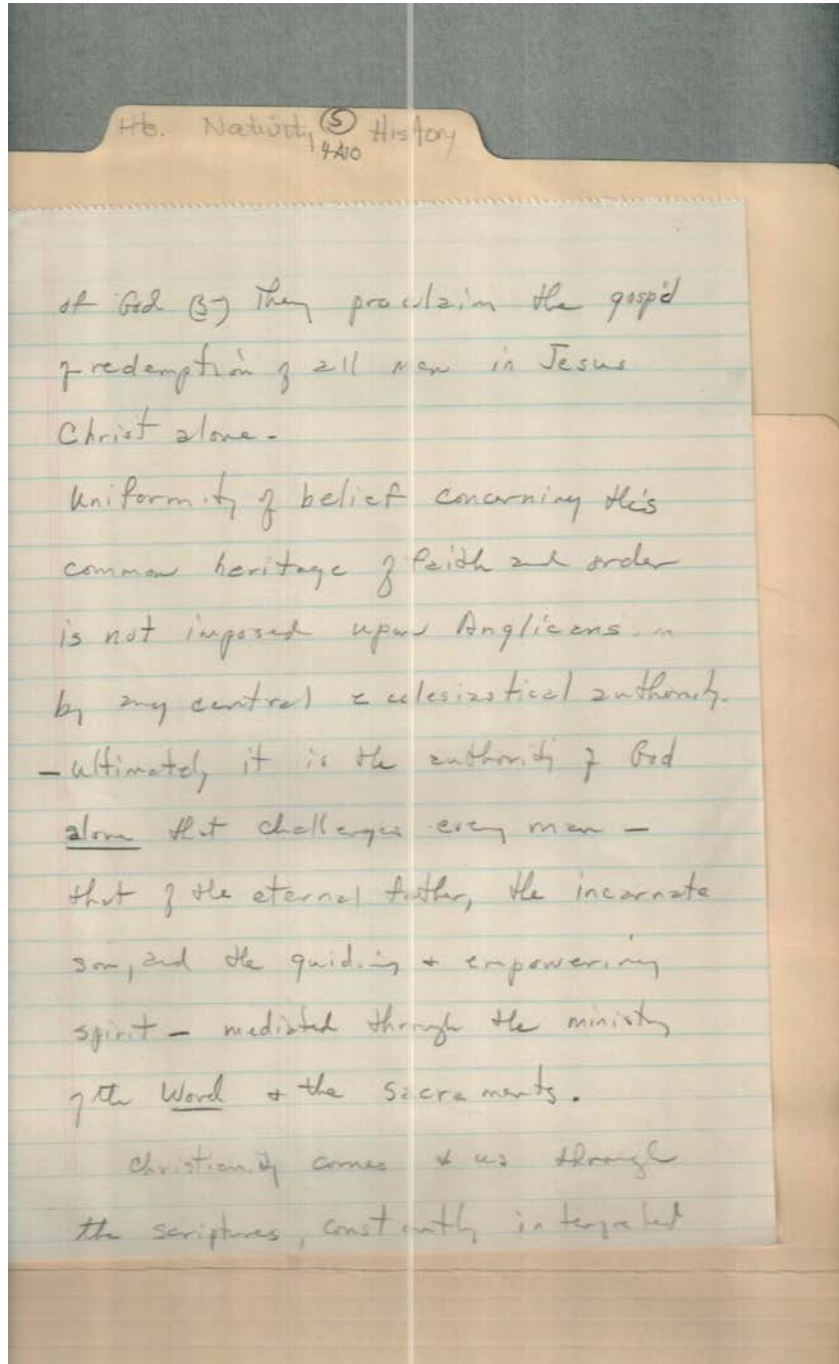 Hts. Nativity ⑤ History
4A10
of God (3-) They proculaim the gospel
of redemption of all men in Jesus
Christ alone -
Uniformity of belief concerning this
common heritage of faith and order
is not imposed upon Anglicans
by any central ecclesiastical authority.
- Ultimately it is the authority of God
alone that challenges every man -
that of the eternal father, the incarnate
son, and the guiding + empowering
spirit - mediated through the ministry
of the Word + the Sacraments.
Christianity comes to us through
the scriptures, constantly interpreted